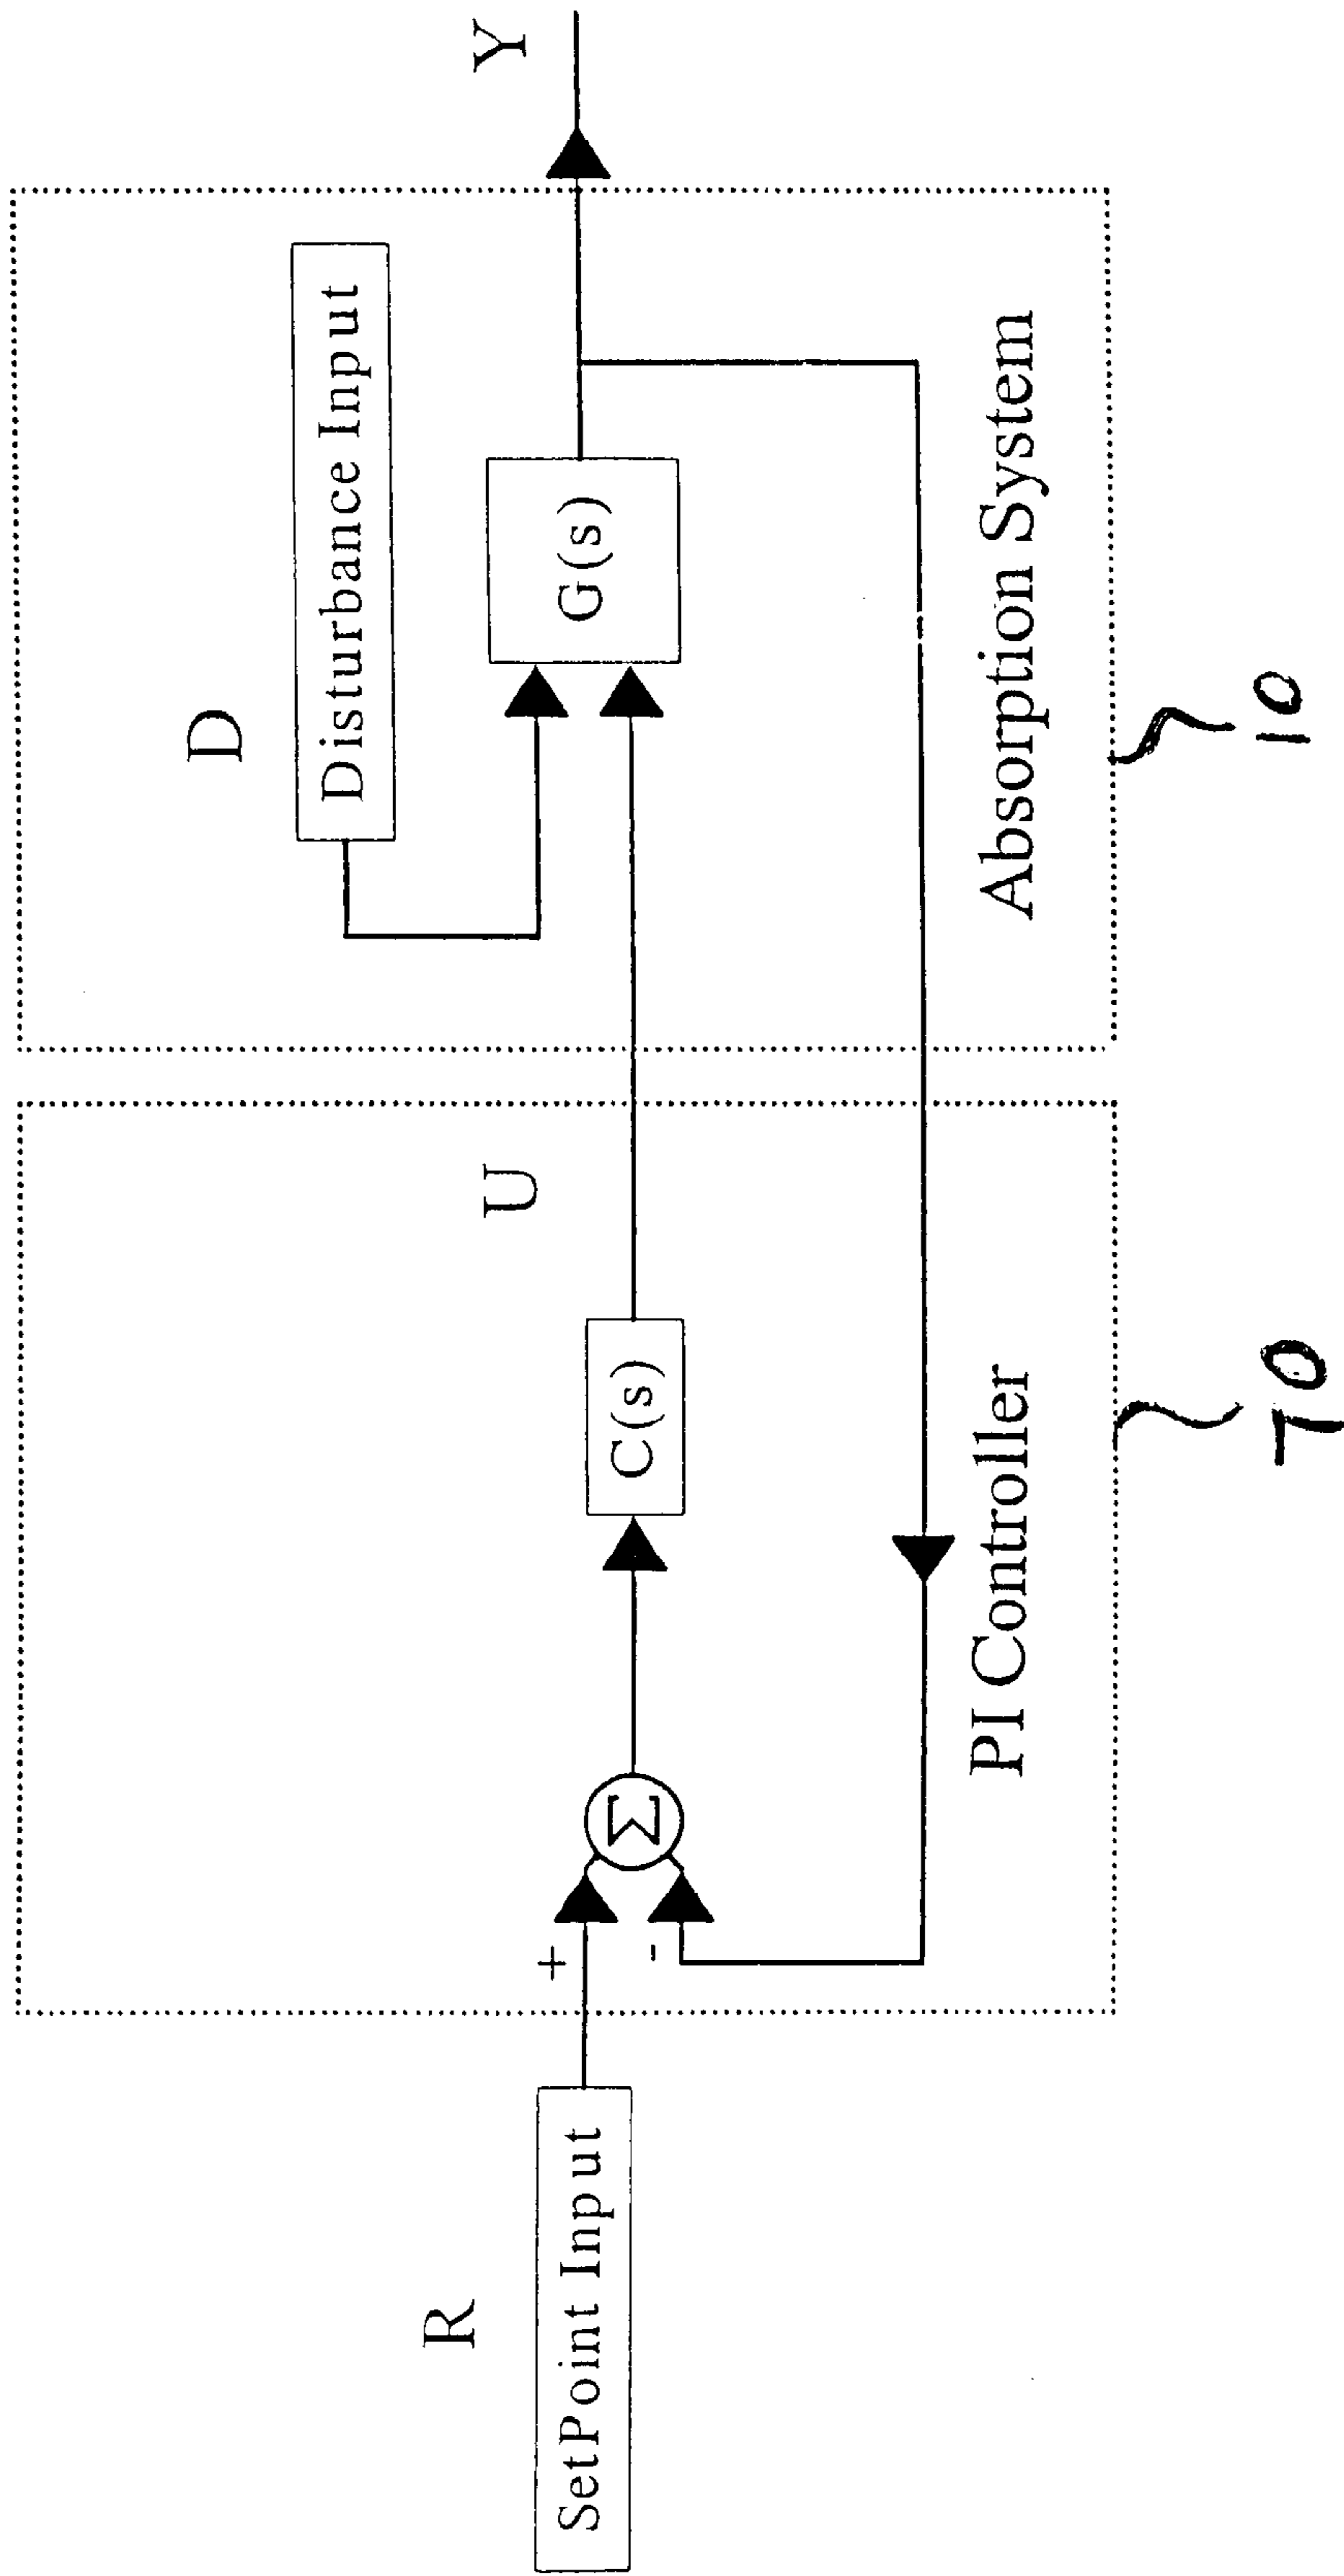 D
Disturbance Input
R
U
Y
SetPoint Input
+
-
Σ
C(s)
G(s)
PI Controller
Absorption System
70
10